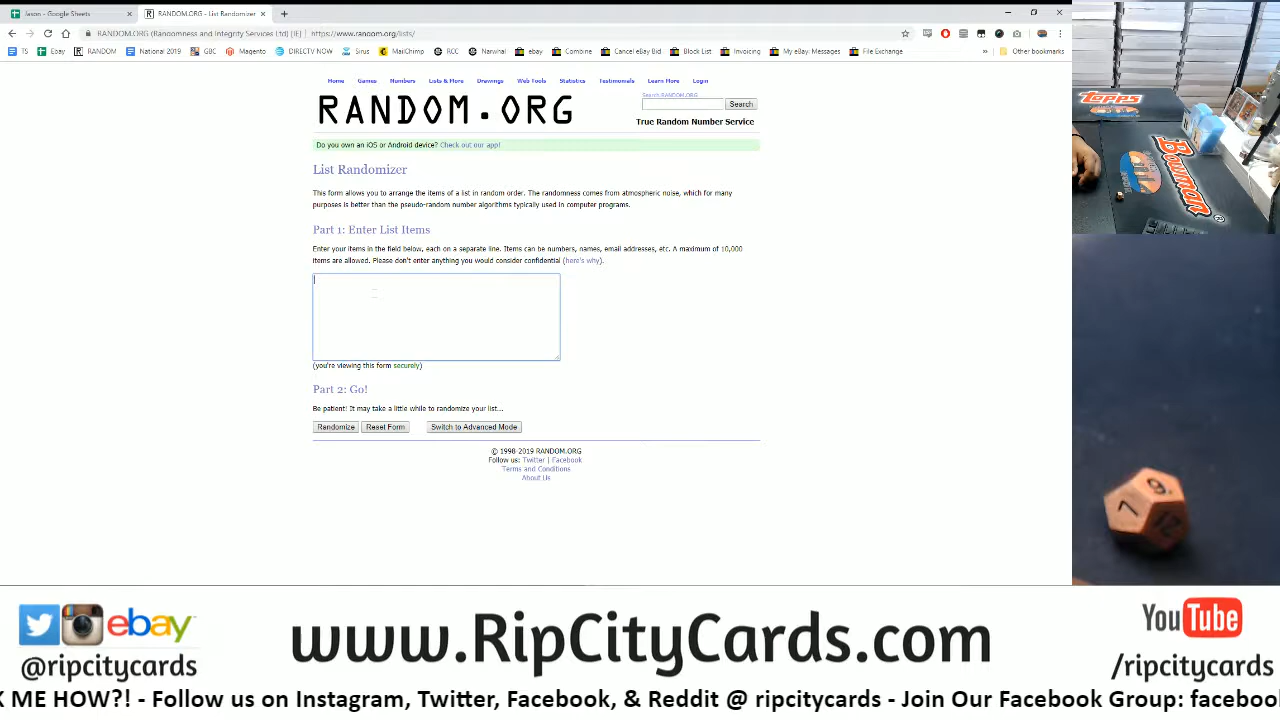 Jason - Google Sheets
RANDOM.ORG - List Randomizer
RANDOM.ORG (Randomness and Integrity Services Ltd) [IE] | https://www.random.org/lists/
TS Ebay RANDOM National 2019 GBC Magento DIRECTV NOW Sirus MailChimp RCC Narwhal ebay Combine Cancel eBay Bid Block List Invoicing My eBay: Messages File Exchange » Other bookmarks
Home Games Numbers Lists & More Drawings Web Tools Statistics Testimonials Learn More Login
Search RANDOM.ORG
RANDOM.ORG
Search
True Random Number Service
Do you own an iOS or Android device? Check out our app!
List Randomizer
This form allows you to arrange the items of a list in random order. The randomness comes from atmospheric noise, which for many
purposes is better than the pseudo-random number algorithms typically used in computer programs.
Part 1: Enter List Items
Enter your items in the field below, each on a separate line. Items can be numbers, names, email addresses, etc. A maximum of 10,000
items are allowed. Please don't enter anything you would consider confidential (here's why).
(you're viewing this form securely)
Part 2: Go!
Be patient! It may take a little while to randomize your list...
Randomize Reset Form Switch to Advanced Mode
© 1998-2019 RANDOM.ORG
Follow us: Twitter | Facebook
Terms and Conditions
About Us
Topps
Bowman
9
7
12
ebay
@ripcitycards
www.RipCityCards.com
YouTube
/ripcitycards
K ME HOW?! - Follow us on Instagram, Twitter, Facebook, & Reddit @ ripcitycards - Join Our Facebook Group: faceboo